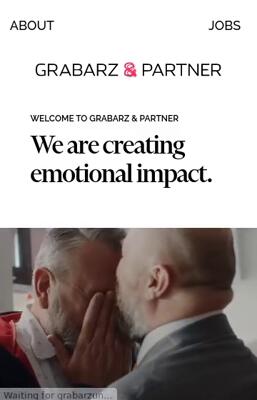 ABOUT JOBS
GRABARZ & PARTNER
WELCOME TO GRABARZ & PARTNER
We are creating
emotional impact.
Waiting for grabarzun...